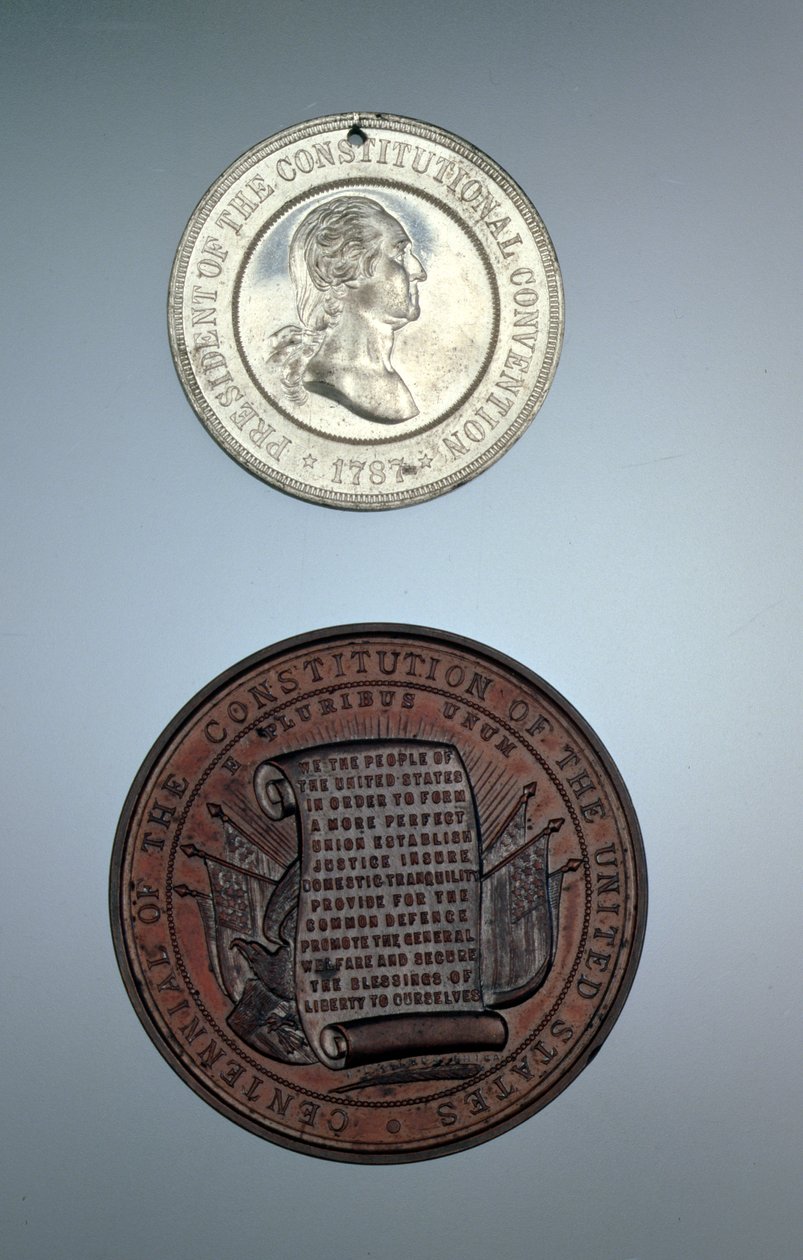 PRESIDENT OF THE CONSTITUTIONAL CONVENTION
★ 1787 ★
CENTENNIAL OF THE CONSTITUTION OF THE UNITED STATES
E PLURIBUS UNUM
WE THE PEOPLE OF
THE UNITED STATES
IN ORDER TO FORM
A MORE PERFECT
UNION ESTABLISH
JUSTICE INSURE
DOMESTIC TRANQUILITY
PROVIDE FOR THE
COMMON DEFENCE
PROMOTE THE GENERAL
WELFARE AND SECURE
THE BLESSINGS OF
LIBERTY TO OURSELVES